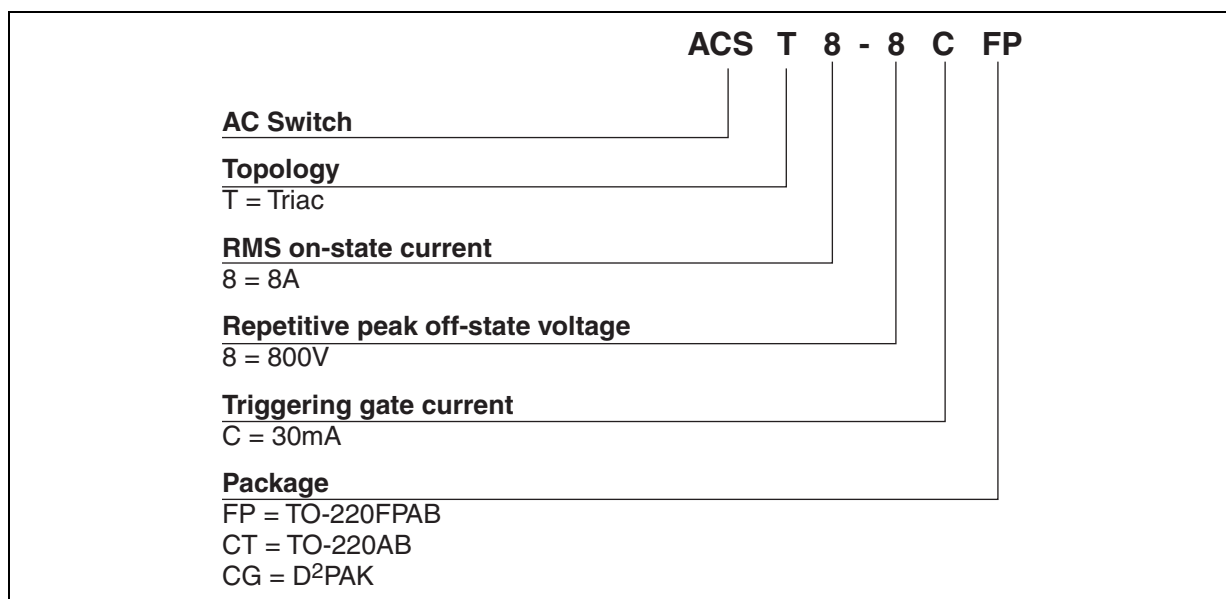 ACS T 8 - 8 C FP
AC Switch
Topology
T = Triac
RMS on-state current
8 = 8A
Repetitive peak off-state voltage
8 = 800V
Triggering gate current
C = 30mA
Package
FP = TO-220FPAB
CT = TO-220AB
CG = D²PAK